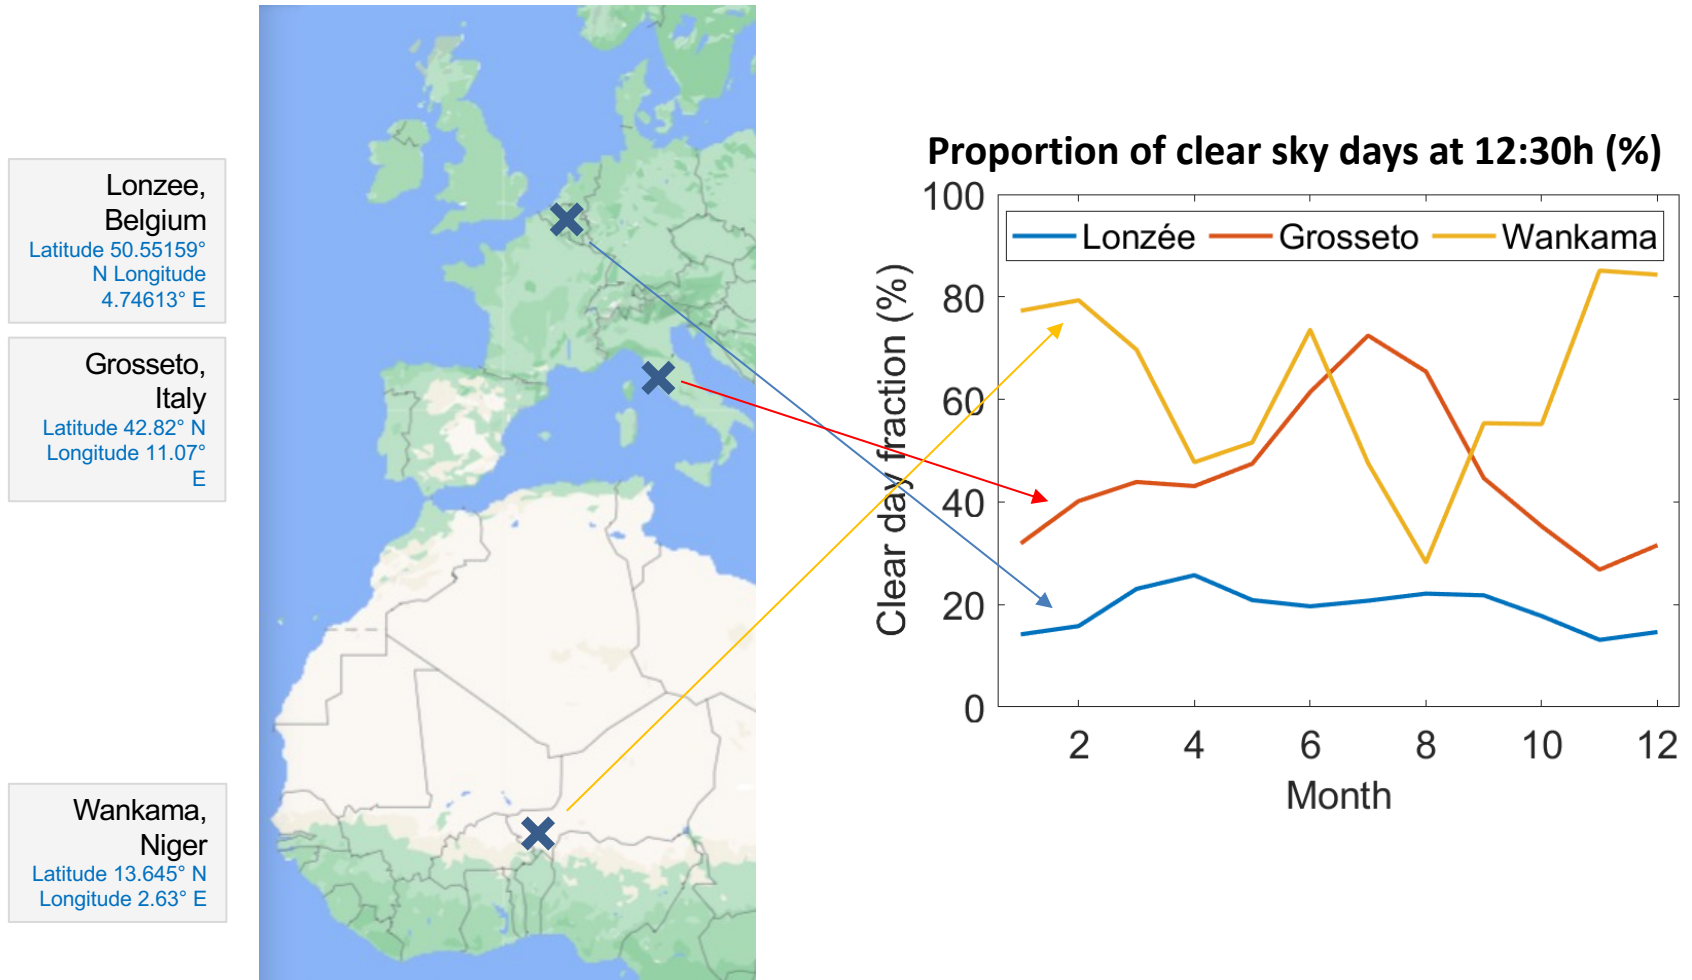 Lonzee,
Belgium
Latitude 50.55159°
N Longitude
4.74613° E
Grosseto,
Italy
Latitude 42.82° N
Longitude 11.07°
E
Wankama,
Niger
Latitude 13.645° N
Longitude 2.63° E
Proportion of clear sky days at 12:30h (%)
Lonzée Grosseto Wankama
Clear day fraction (%)
100
80
60
40
20
0
2 4 6 8 10 12
Month